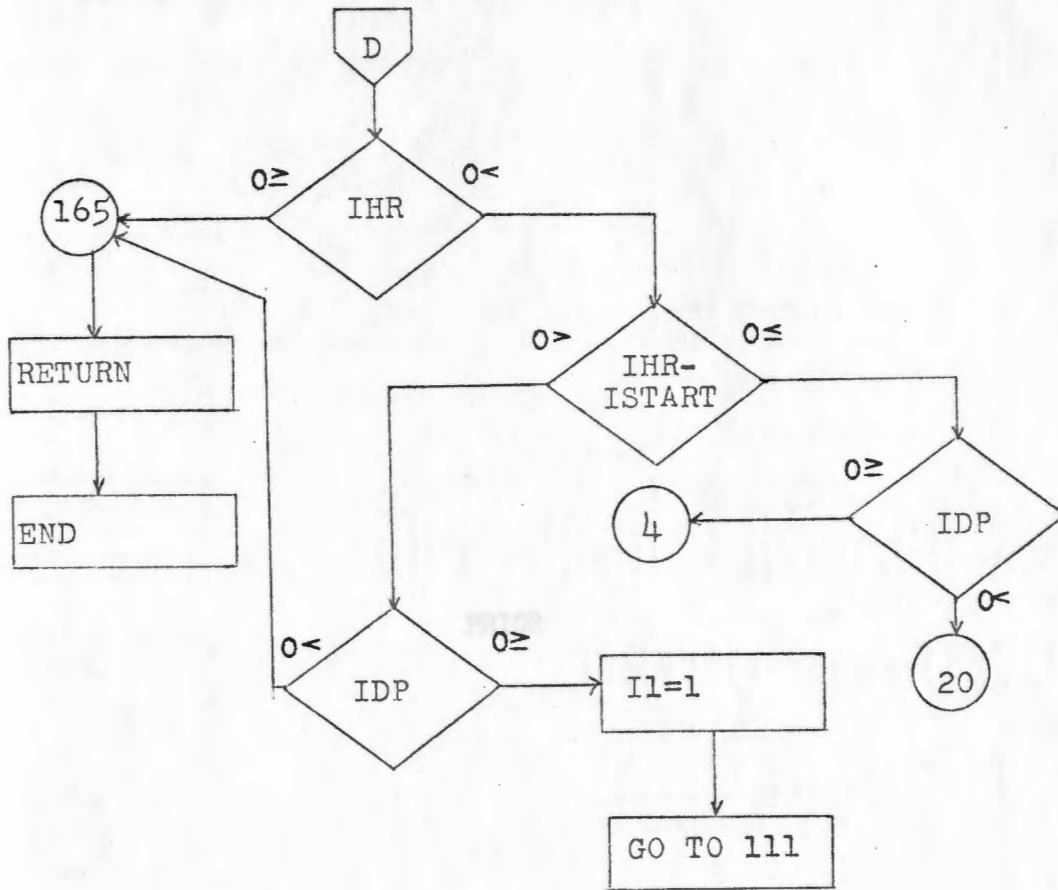 D
0≥
0<
165
IHR
0>
0≤
RETURN
IHR-
ISTART
0≥
END
4
IDP
0<
PRIOR
0<
0≥
IDP
I1=1
20
GO TO 111